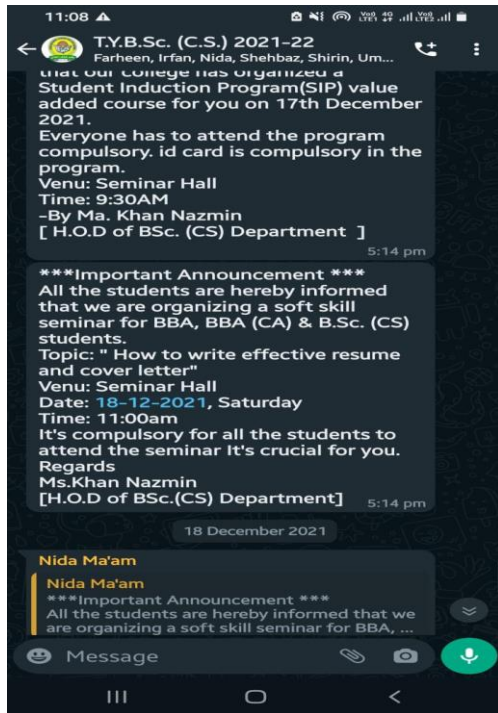 11:08
Vo)) 4G LTE1 Vo)) LTE2
T.Y.B.Sc. (C.S.) 2021-22
Farheen, Irfan, Nida, Shehbaz, Shirin, Um...
that our college has organized a
Student Induction Program(SIP) value
added course for you on 17th December
2021.
Everyone has to attend the program
compulsory. id card is compulsory in the
program.
Venu: Seminar Hall
Time: 9:30AM
-By Ma. Khan Nazmin
[ H.O.D of BSc. (CS) Department ]
5:14 pm
***Important Announcement ***
All the students are hereby informed
that we are organizing a soft skill
seminar for BBA, BBA (CA) & B.Sc. (CS)
students.
Topic: " How to write effective resume
and cover letter"
Venu: Seminar Hall
Date: 18-12-2021, Saturday
Time: 11:00am
It's compulsory for all the students to
attend the seminar It's crucial for you.
Regards
Ms.Khan Nazmin
[H.O.D of BSc.(CS) Department]
5:14 pm
18 December 2021
Nida Ma'am
Nida Ma'am
***Important Announcement ***
All the students are hereby informed that we
are organizing a soft skill seminar for BBA, ...
Message